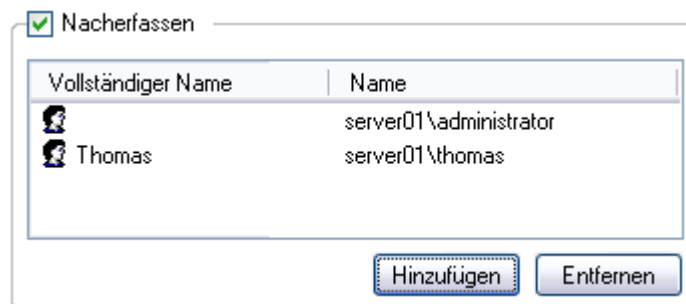 Nacherfassen
Vollständiger Name Name
server01\administrator
Thomas server01\thomas
Hinzufügen Entfernen